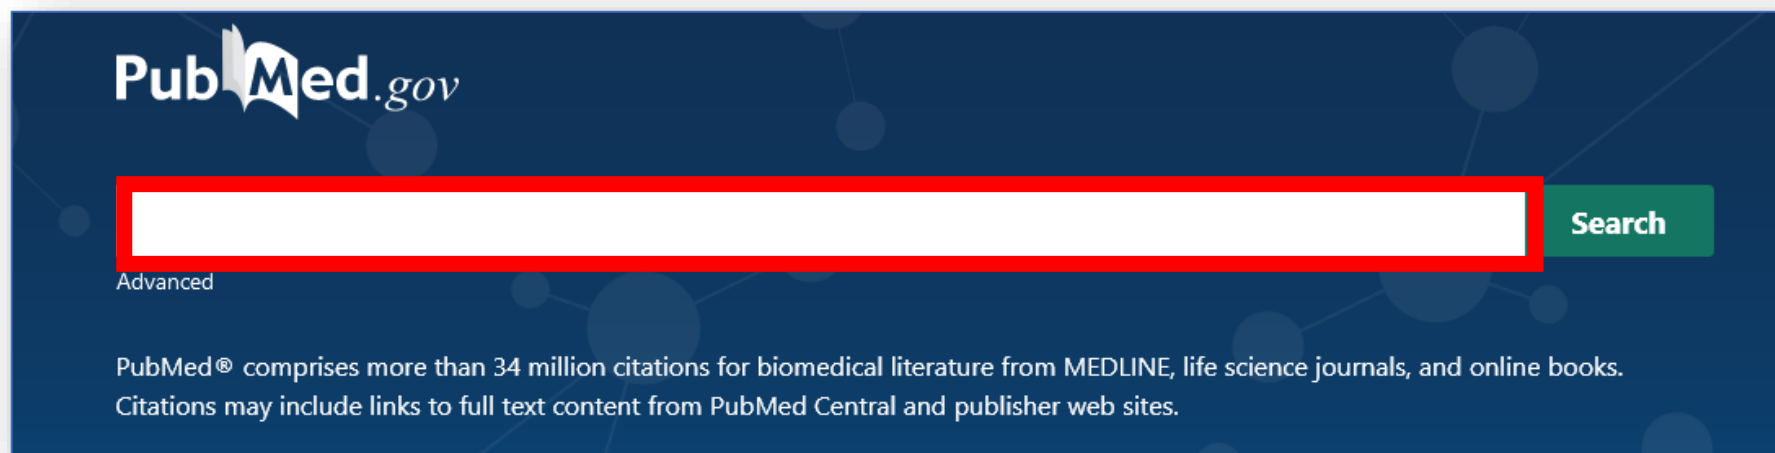 PubMed.gov
Search
Advanced
PubMed® comprises more than 34 million citations for biomedical literature from MEDLINE, life science journals, and online books.
Citations may include links to full text content from PubMed Central and publisher web sites.